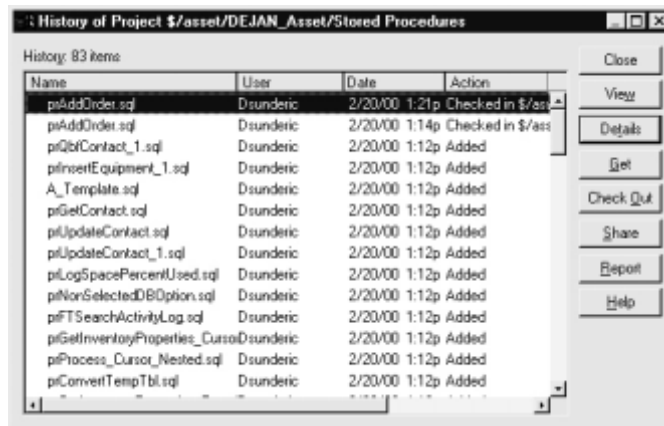 History of Project $/asset/DEJAN_Asset/Stored Procedures
History: 83 items
Name User Date Action
prAddOrder.sql Dsunderic 2/20/00 1:21p Checked in $/ass
prAddOrder.sql Dsunderic 2/20/00 1:14p Checked in $/ass
prQbfContact_1.sql Dsunderic 2/20/00 1:12p Added
prInsertEquipment_1.sql Dsunderic 2/20/00 1:12p Added
A_Template.sql Dsunderic 2/20/00 1:12p Added
prGetContact.sql Dsunderic 2/20/00 1:12p Added
prUpdateContact.sql Dsunderic 2/20/00 1:12p Added
prUpdateContact_1.sql Dsunderic 2/20/00 1:12p Added
prLogSpacePercentUsed.sql Dsunderic 2/20/00 1:12p Added
prNonSelectedDBOption.sql Dsunderic 2/20/00 1:12p Added
prFTSearchActivityLog.sql Dsunderic 2/20/00 1:12p Added
prGetInventoryProperties_Cursor Dsunderic 2/20/00 1:12p Added
prProcess_Cursor_Nested.sql Dsunderic 2/20/00 1:12p Added
prConvertTempTbl.sql Dsunderic 2/20/00 1:12p Added
Close
View
Details
Get
Check Out
Share
Report
Help